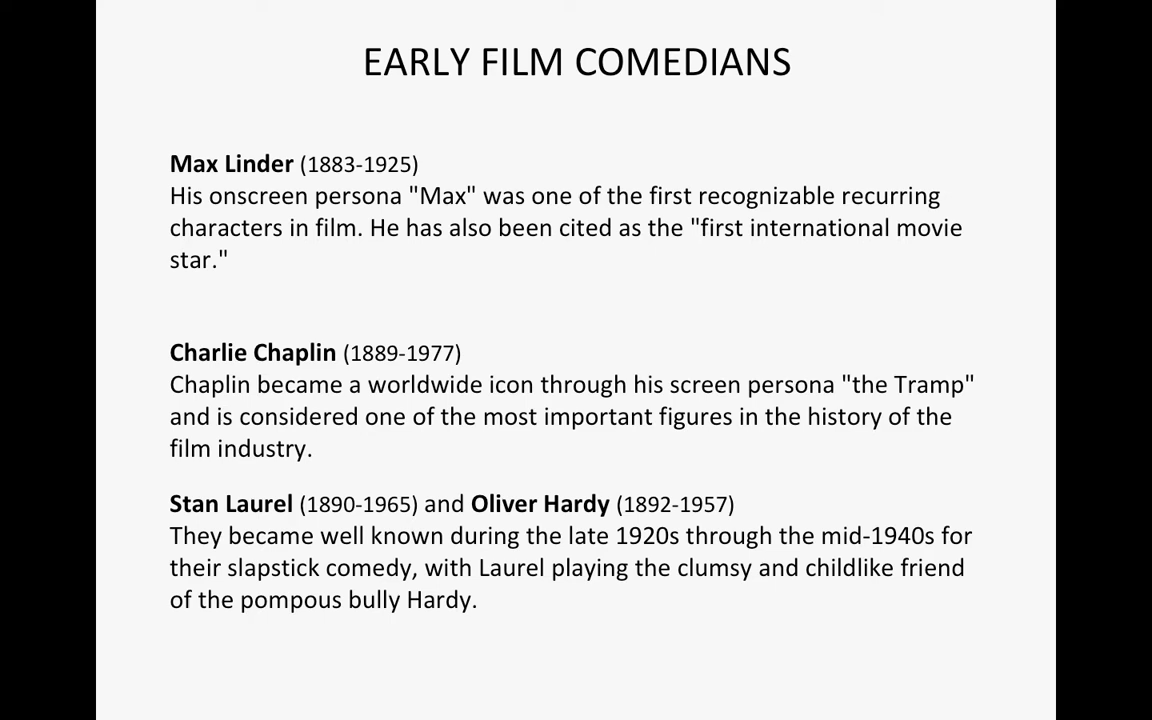 EARLY FILM COMEDIANS
Max Linder (1883-1925)
His onscreen persona "Max" was one of the first recognizable recurring
characters in film. He has also been cited as the "first international movie
star."
Charlie Chaplin (1889-1977)
Chaplin became a worldwide icon through his screen persona "the Tramp"
and is considered one of the most important figures in the history of the
film industry.
Stan Laurel (1890-1965) and Oliver Hardy (1892-1957)
They became well known during the late 1920s through the mid-1940s for
their slapstick comedy, with Laurel playing the clumsy and childlike friend
of the pompous bully Hardy.